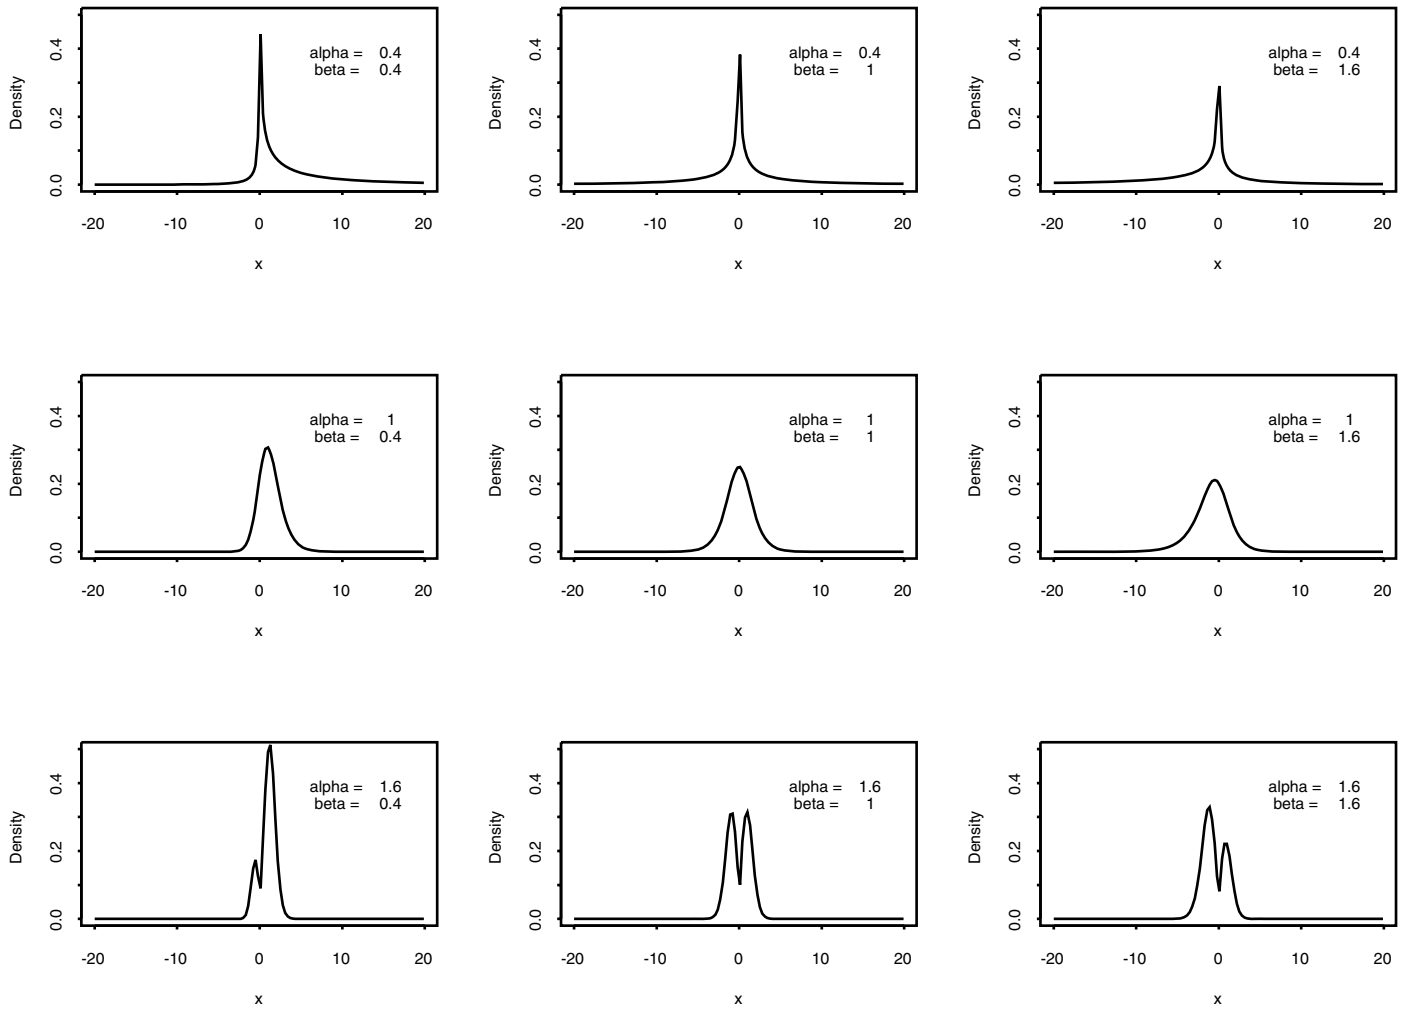 Density
0.0 0.2 0.4
alpha = 0.4
beta = 0.4
-20 -10 0 10 20
x
Density
0.0 0.2 0.4
alpha = 0.4
beta = 1
-20 -10 0 10 20
x
Density
0.0 0.2 0.4
alpha = 0.4
beta = 1.6
-20 -10 0 10 20
x
Density
0.0 0.2 0.4
alpha = 1
beta = 0.4
-20 -10 0 10 20
x
Density
0.0 0.2 0.4
alpha = 1
beta = 1
-20 -10 0 10 20
x
Density
0.0 0.2 0.4
alpha = 1
beta = 1.6
-20 -10 0 10 20
x
Density
0.0 0.2 0.4
alpha = 1.6
beta = 0.4
-20 -10 0 10 20
x
Density
0.0 0.2 0.4
alpha = 1.6
beta = 1
-20 -10 0 10 20
x
Density
0.0 0.2 0.4
alpha = 1.6
beta = 1.6
-20 -10 0 10 20
x